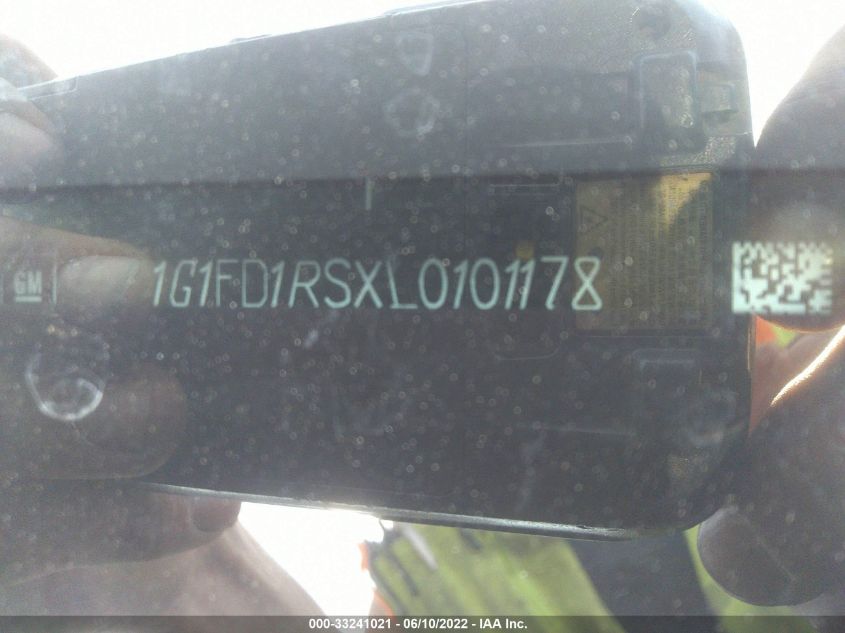 GM 1G1FD1RSXL0101178
000-33241021 - 06/10/2022 - IAA Inc.